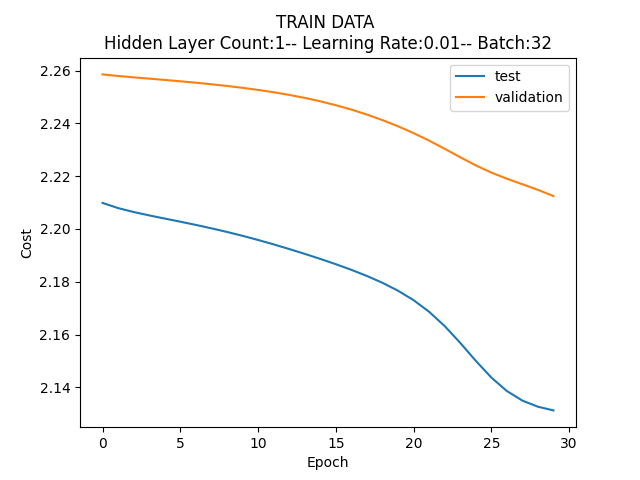 TRAIN DATA
Hidden Layer Count:1-- Learning Rate:0.01-- Batch:32
test
validation
2.26
2.24
2.22
2.20
2.18
2.16
2.14
Cost
0 5 10 15 20 25 30
Epoch